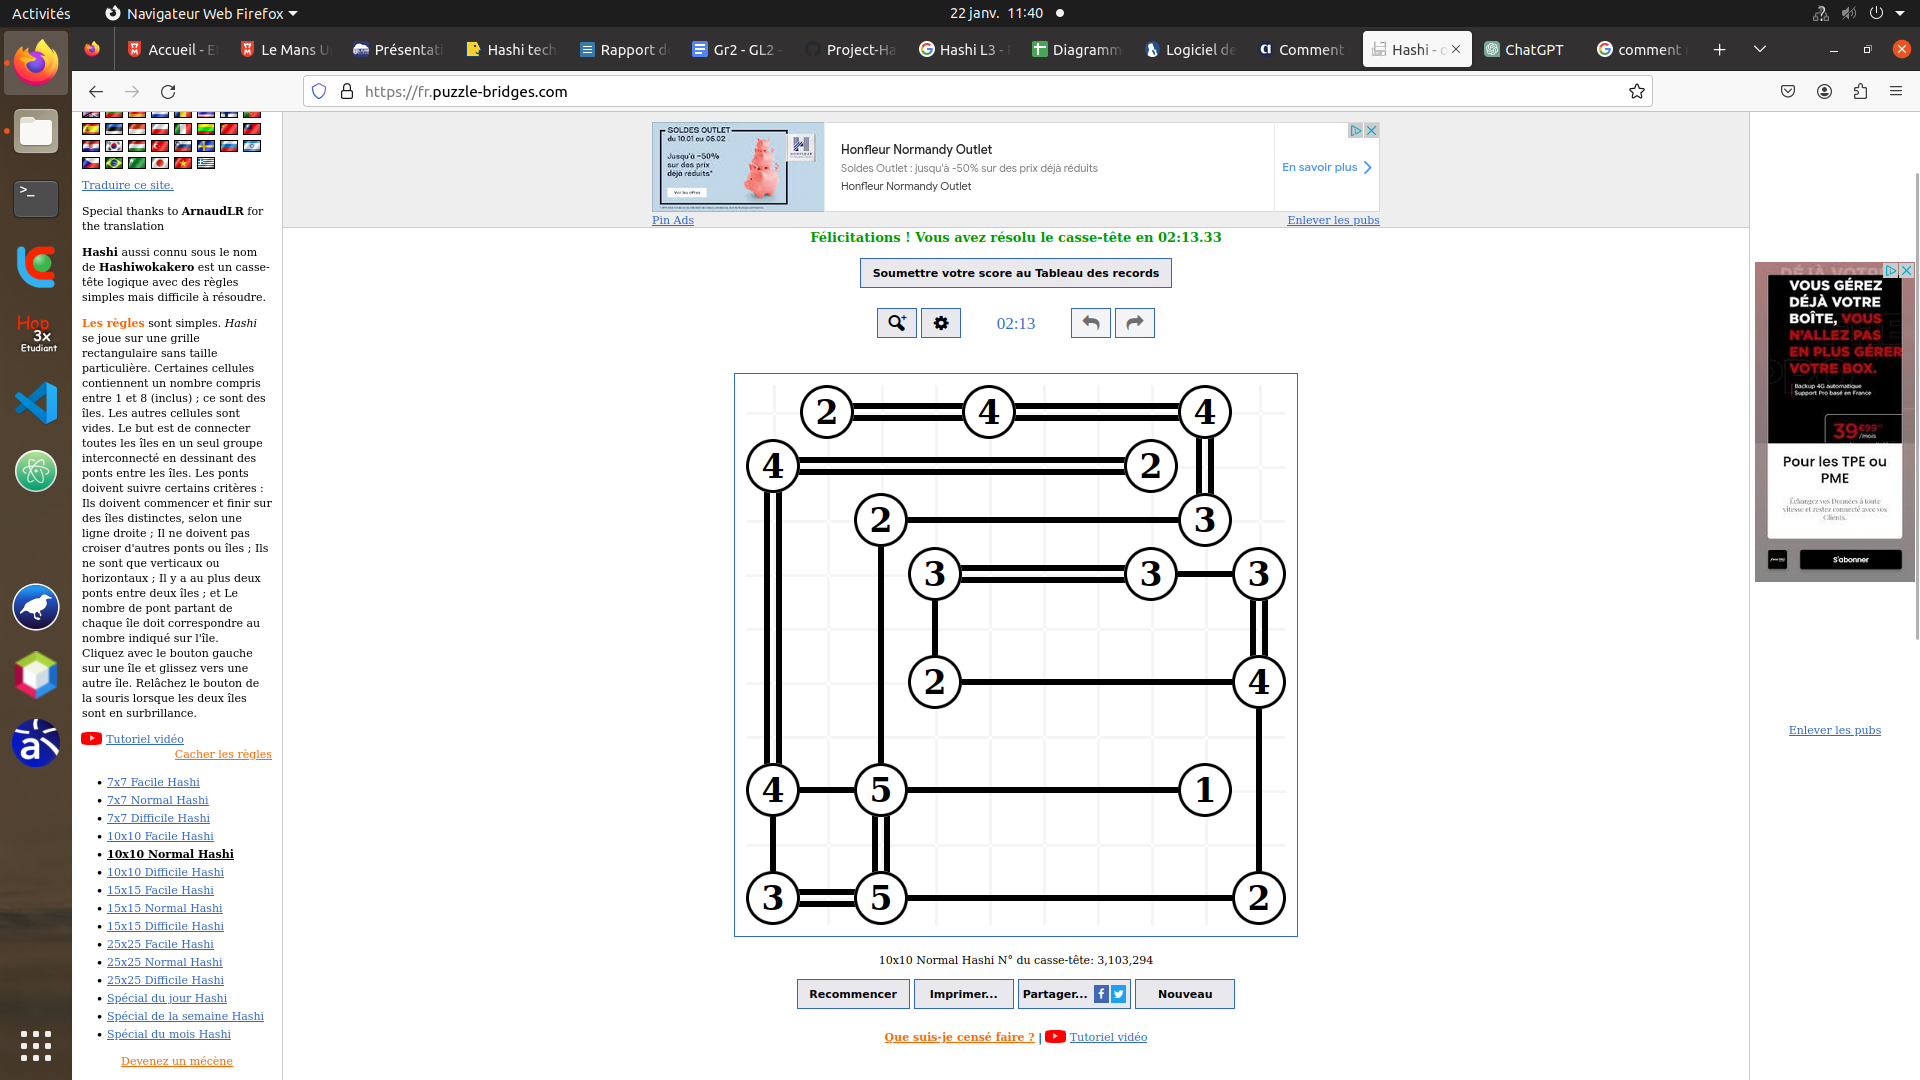 Activités
Navigateur Web Firefox
22 janv. 11:40
Accueil - E
Le Mans U
Présentati
Hashi tech
Rapport d
Gr2 - GL2 -
Project-Ha
Hashi L3 -
Diagramm
Logiciel de
Comment
Hashi - o
ChatGPT
comment
https://fr.puzzle-bridges.com
Hop
3x
Etudiant
Traduire ce site.
Special thanks to ArnaudLR for
the translation
Hashi aussi connu sous le nom
de Hashiwokakero est un casse-
tête logique avec des règles
simples mais difficile à résoudre.
Les règles sont simples. Hashi
se joue sur une grille
rectangulaire sans taille
particulière. Certaines cellules
contiennent un nombre compris
entre 1 et 8 (inclus) ; ce sont des
îles. Les autres cellules sont
vides. Le but est de connecter
toutes les îles en un seul groupe
interconnecté en dessinant des
ponts entre les îles. Les ponts
doivent suivre certains critères :
Ils doivent commencer et finir sur
des îles distinctes, selon une
ligne droite ; Il ne doivent pas
croiser d'autres ponts ou îles ; Ils
ne sont que verticaux ou
horizontaux ; Il y a au plus deux
ponts entre deux îles ; et Le
nombre de pont partant de
chaque île doit correspondre au
nombre indiqué sur l'île.
Cliquez avec le bouton gauche
sur une île et glissez vers une
autre île. Relâchez le bouton de
la souris lorsque les deux îles
sont en surbrillance.
Tutoriel vidéo
Cacher les règles
7x7 Facile Hashi
7x7 Normal Hashi
7x7 Difficile Hashi
10x10 Facile Hashi
10x10 Normal Hashi
10x10 Difficile Hashi
15x15 Facile Hashi
15x15 Normal Hashi
15x15 Difficile Hashi
25x25 Facile Hashi
25x25 Normal Hashi
25x25 Difficile Hashi
Spécial du jour Hashi
Spécial de la semaine Hashi
Spécial du mois Hashi
Devenez un mécène
SOLDES OUTLET
du 10.01 au 06.02
Jusqu'à -50%
sur des prix
déjà réduits*
Voir les offres
Honfleur Normandy Outlet
Soldes Outlet : jusqu'à -50% sur des prix déjà réduits
Honfleur Normandy Outlet
En savoir plus
Pin Ads
Enlever les pubs
Félicitations ! Vous avez résolu le casse-tête en 02:13.33
Soumettre votre score au Tableau des records
02:13
2 4 4
4 2
2 3
3 3 3
2 4
4 5 1
3 5 2
10x10 Normal Hashi N° du casse-tête: 3,103,294
Recommencer
Imprimer...
Partager...
Nouveau
Que suis-je censé faire ? | Tutoriel vidéo
VOUS GÉREZ
DÉJÀ VOTRE
BOÎTE, VOUS
N'ALLEZ PAS
EN PLUS GÉRER
VOTRE BOX.
Backup 4G automatique
Support Pro basé en France
39€99
/mois
Pour les TPE ou
PME
Échangez vos Données à toute
vitesse et restez connecté avec vos
Clients.
S'abonner
Enlever les pubs